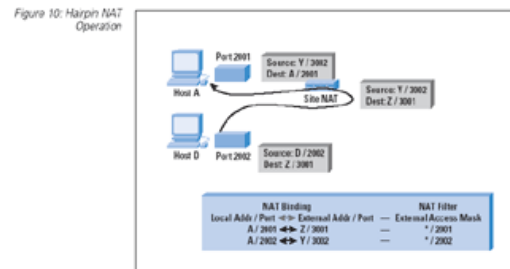 Figure 10: Hairpin NAT
Operation
Port 2001
Source: Y / 3002
Dest: A / 2001
Host A
Site NAT
Source: Y / 3002
Dest: Z / 3001
Host D
Port 2002
Source: D / 2002
Dest: Z / 3001
NAT Binding NAT Filter
Local Addr / Port <-> External Addr / Port — External Access Mask
A / 2001 <-> Z / 3001 — * / 2001
A / 2002 <-> Y / 3002 — * / 2002